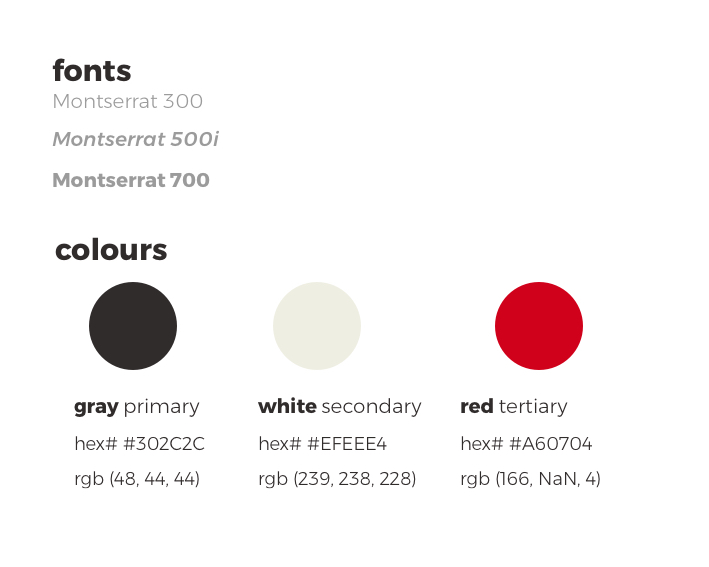 fonts
Montserrat 300
Montserrat 500i
Montserrat 700
colours
gray primary
white secondary
red tertiary
hex# #302C2C
hex# #EFEEE4
hex# #A60704
rgb (48, 44, 44)
rgb (239, 238, 228)
rgb (166, NaN, 4)